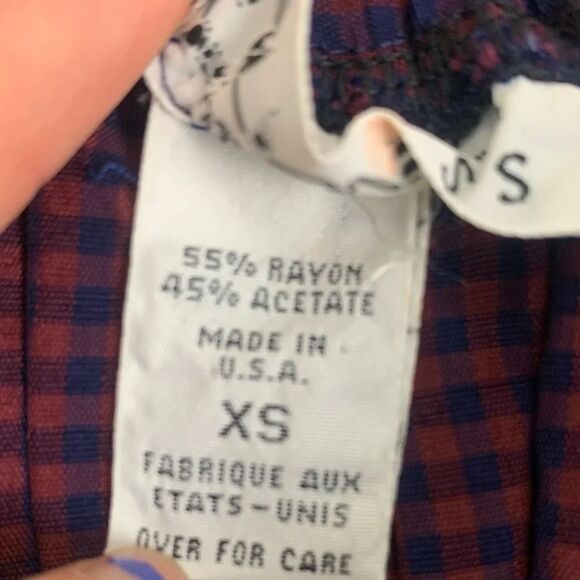 S
S
55% RAYON
45% ACETATE
MADE IN
U.S.A.
XS
FABRIQUE AUX
ETATS-UNIS
OVER FOR CARE